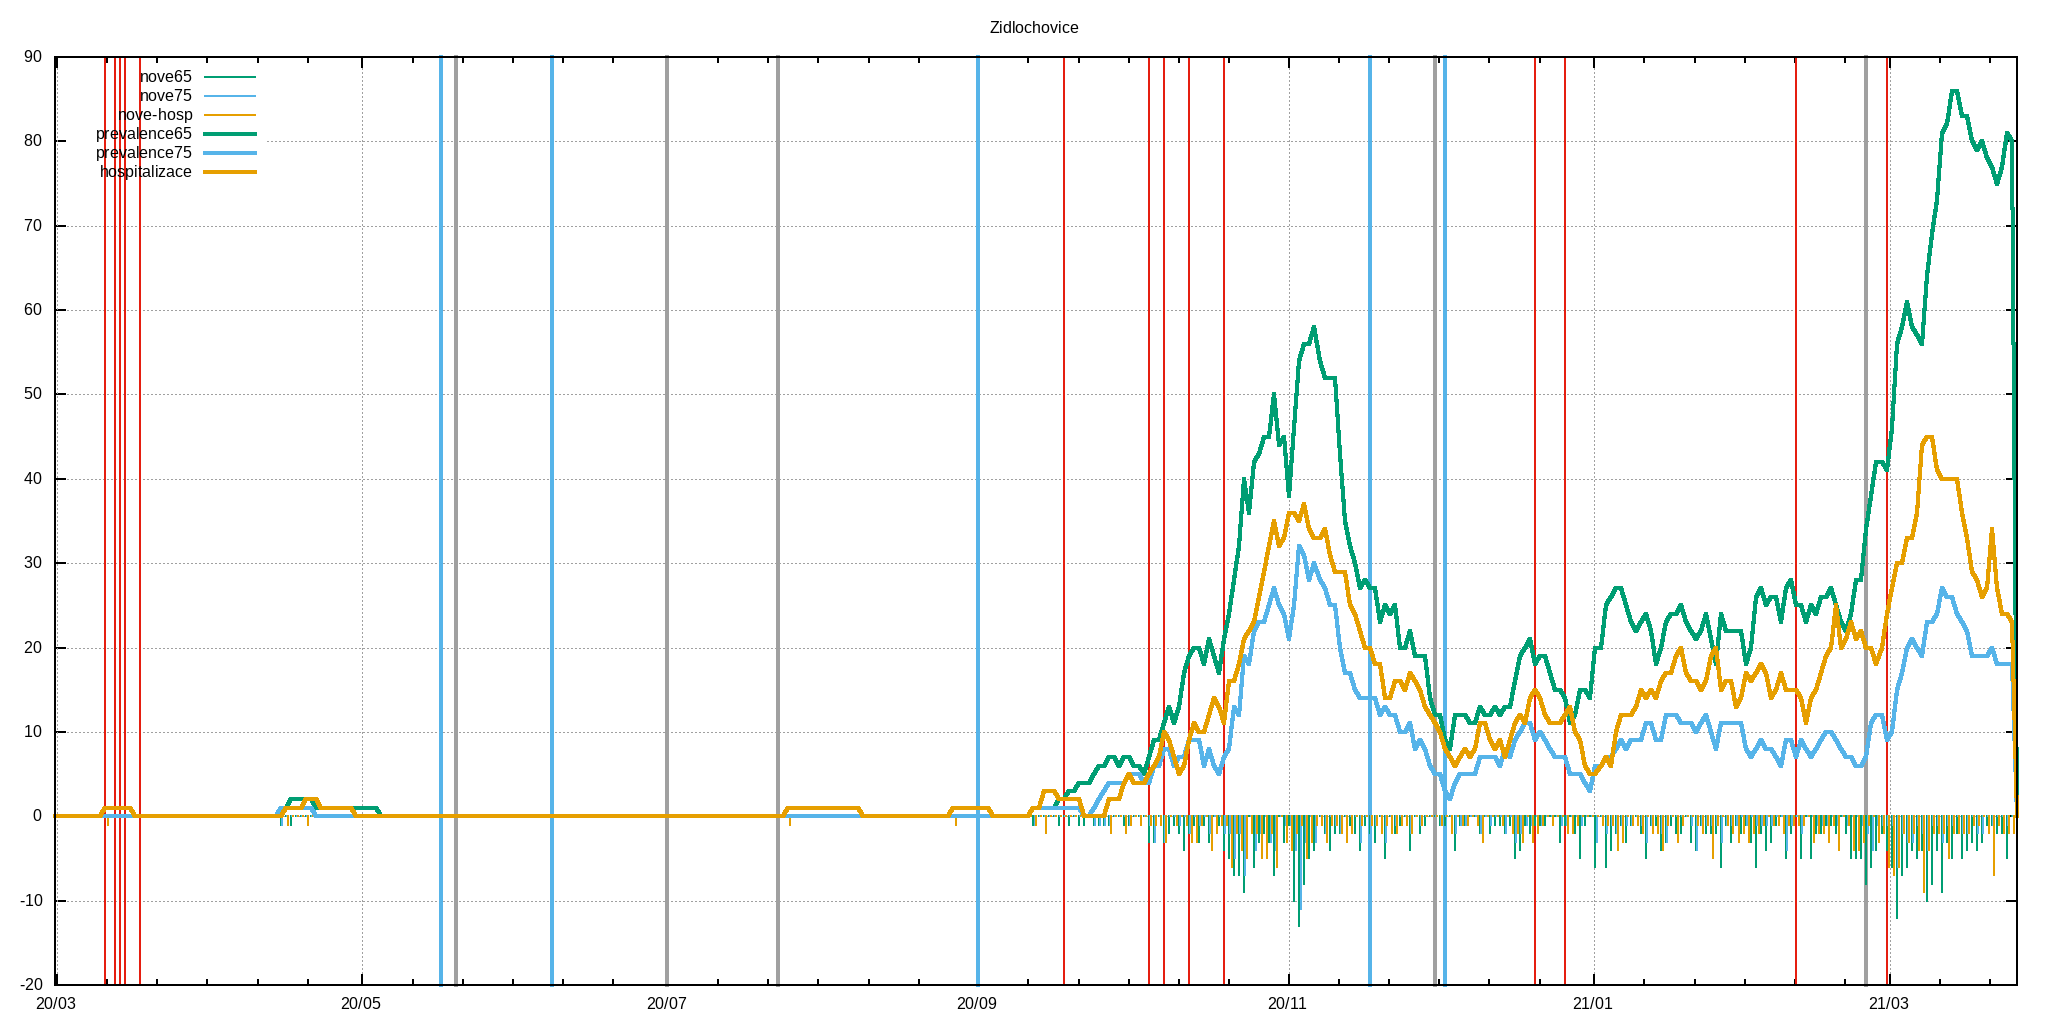 Zidlochovice
90
80
70
60
50
40
30
20
10
0
-10
-20
nove65
nove75
nove-hosp
prevalence65
prevalence75
hospitalizace
20/03 20/05 20/07 20/09 20/11 21/01 21/03